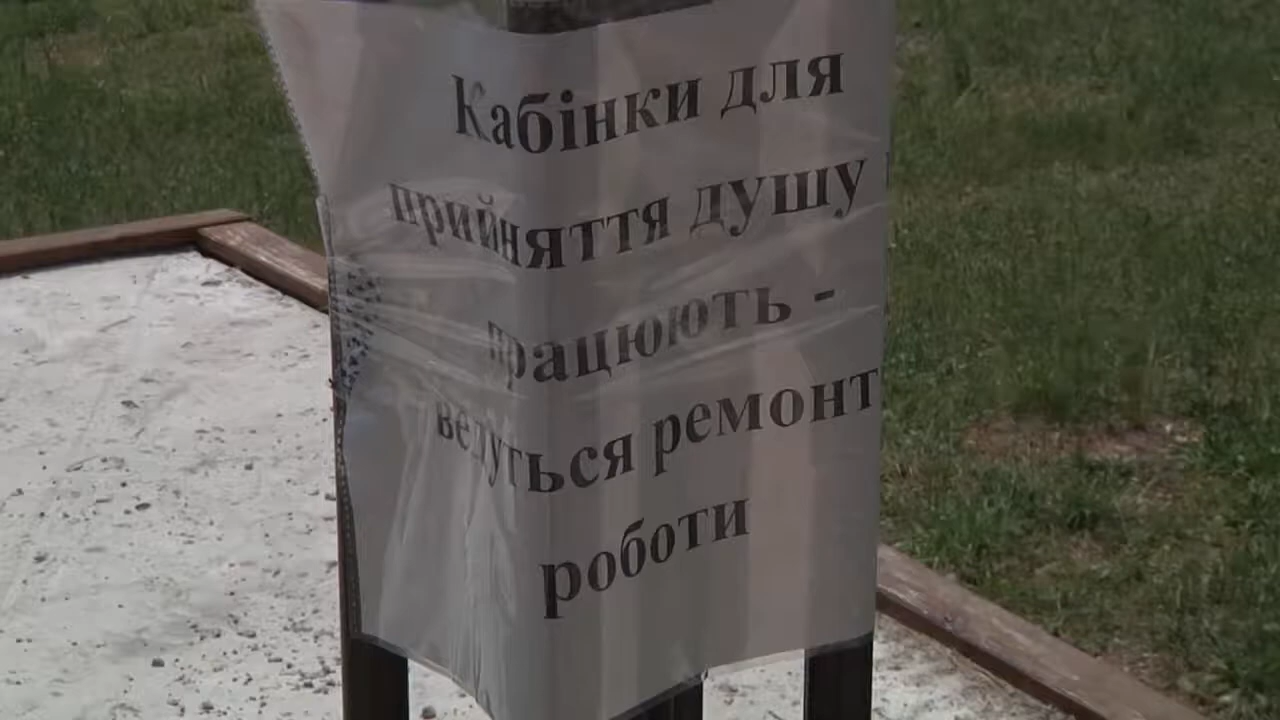 Кабінки для
прийняття душу
працюють -
ведуться ремонт
роботи